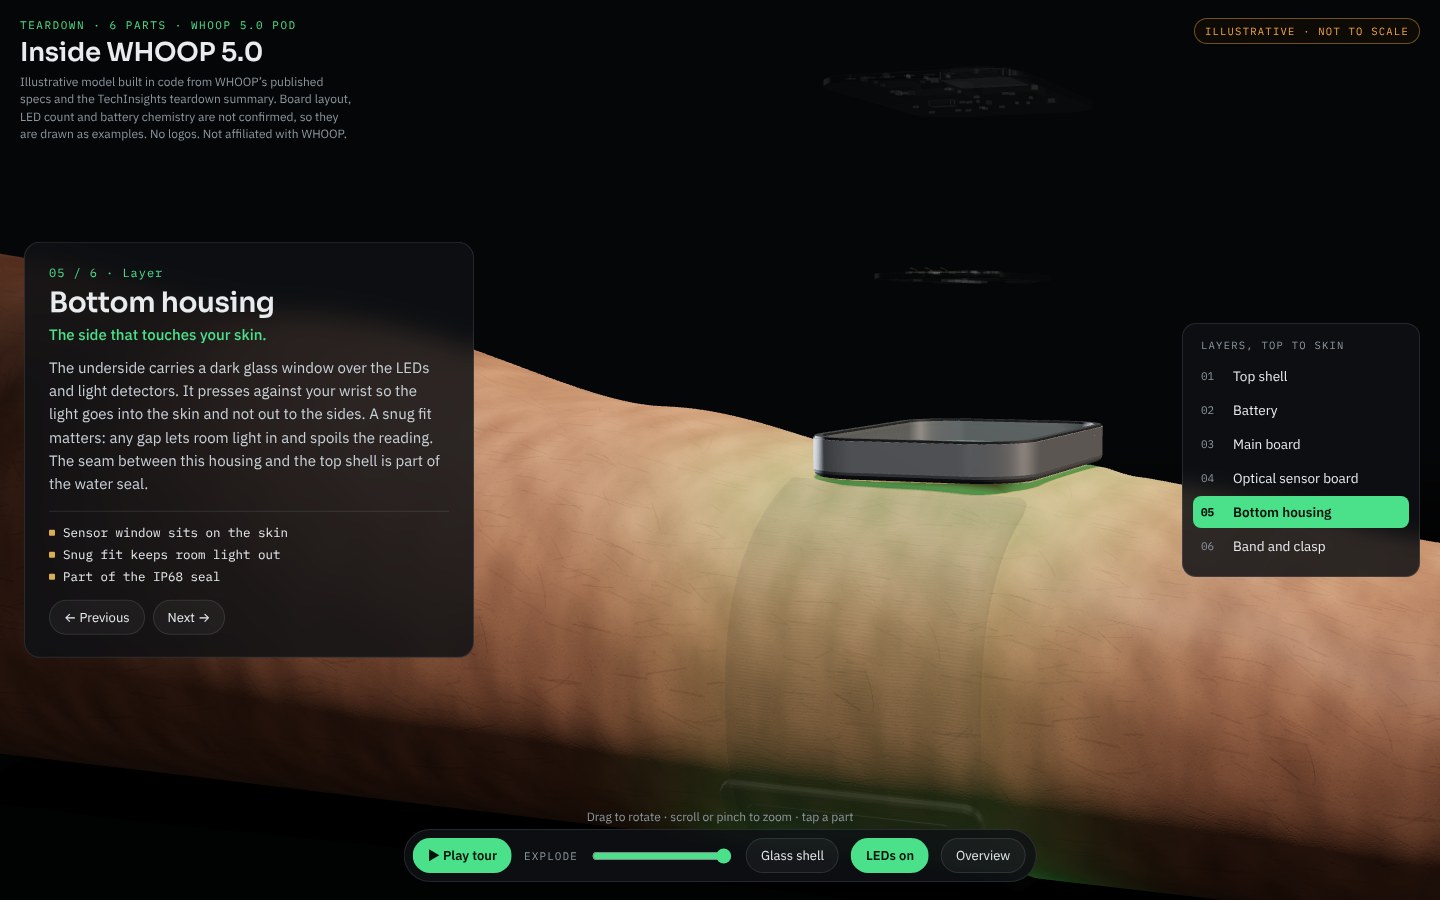 TEARDOWN · 6 PARTS · WHOOP 5.0 POD
Inside WHOOP 5.0
Illustrative model built in code from WHOOP’s published
specs and the TechInsights teardown summary. Board layout,
LED count and battery chemistry are not confirmed, so they
are drawn as examples. No logos. Not affiliated with WHOOP.
ILLUSTRATIVE · NOT TO SCALE
05 / 6 · Layer
Bottom housing
The side that touches your skin.
The underside carries a dark glass window over the LEDs
and light detectors. It presses against your wrist so the
light goes into the skin and not out to the sides. A snug fit
matters: any gap lets room light in and spoils the reading.
The seam between this housing and the top shell is part of
the water seal.
Sensor window sits on the skin
Snug fit keeps room light out
Part of the IP68 seal
← Previous
Next →
LAYERS, TOP TO SKIN
01 Top shell
02 Battery
03 Main board
04 Optical sensor board
05 Bottom housing
06 Band and clasp
Drag to rotate · scroll or pinch to zoom · tap a part
▶ Play tour
EXPLODE
Glass shell
LEDs on
Overview